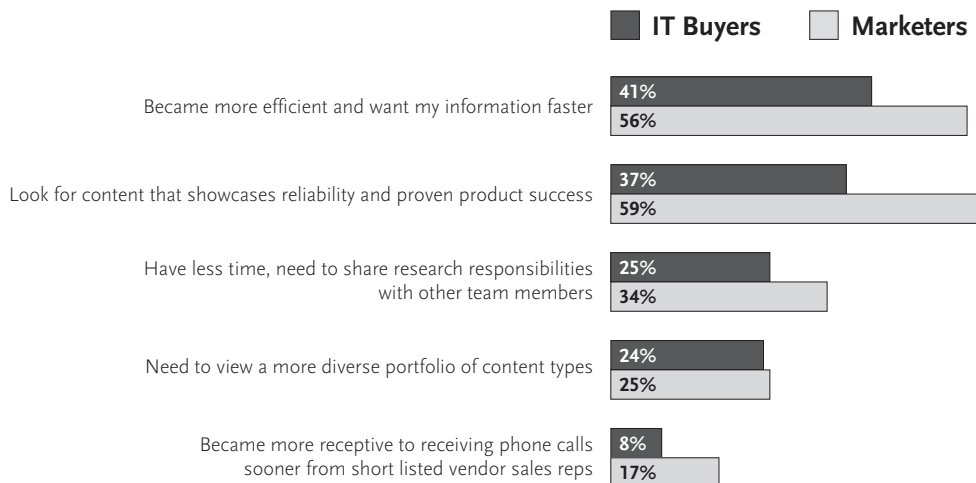 IT Buyers
Marketers
Became more efficient and want my information faster
41%
56%
Look for content that showcases reliability and proven product success
37%
59%
Have less time, need to share research responsibilities
with other team members
25%
34%
Need to view a more diverse portfolio of content types
24%
25%
Became more receptive to receiving phone calls
sooner from short listed vendor sales reps
8%
17%